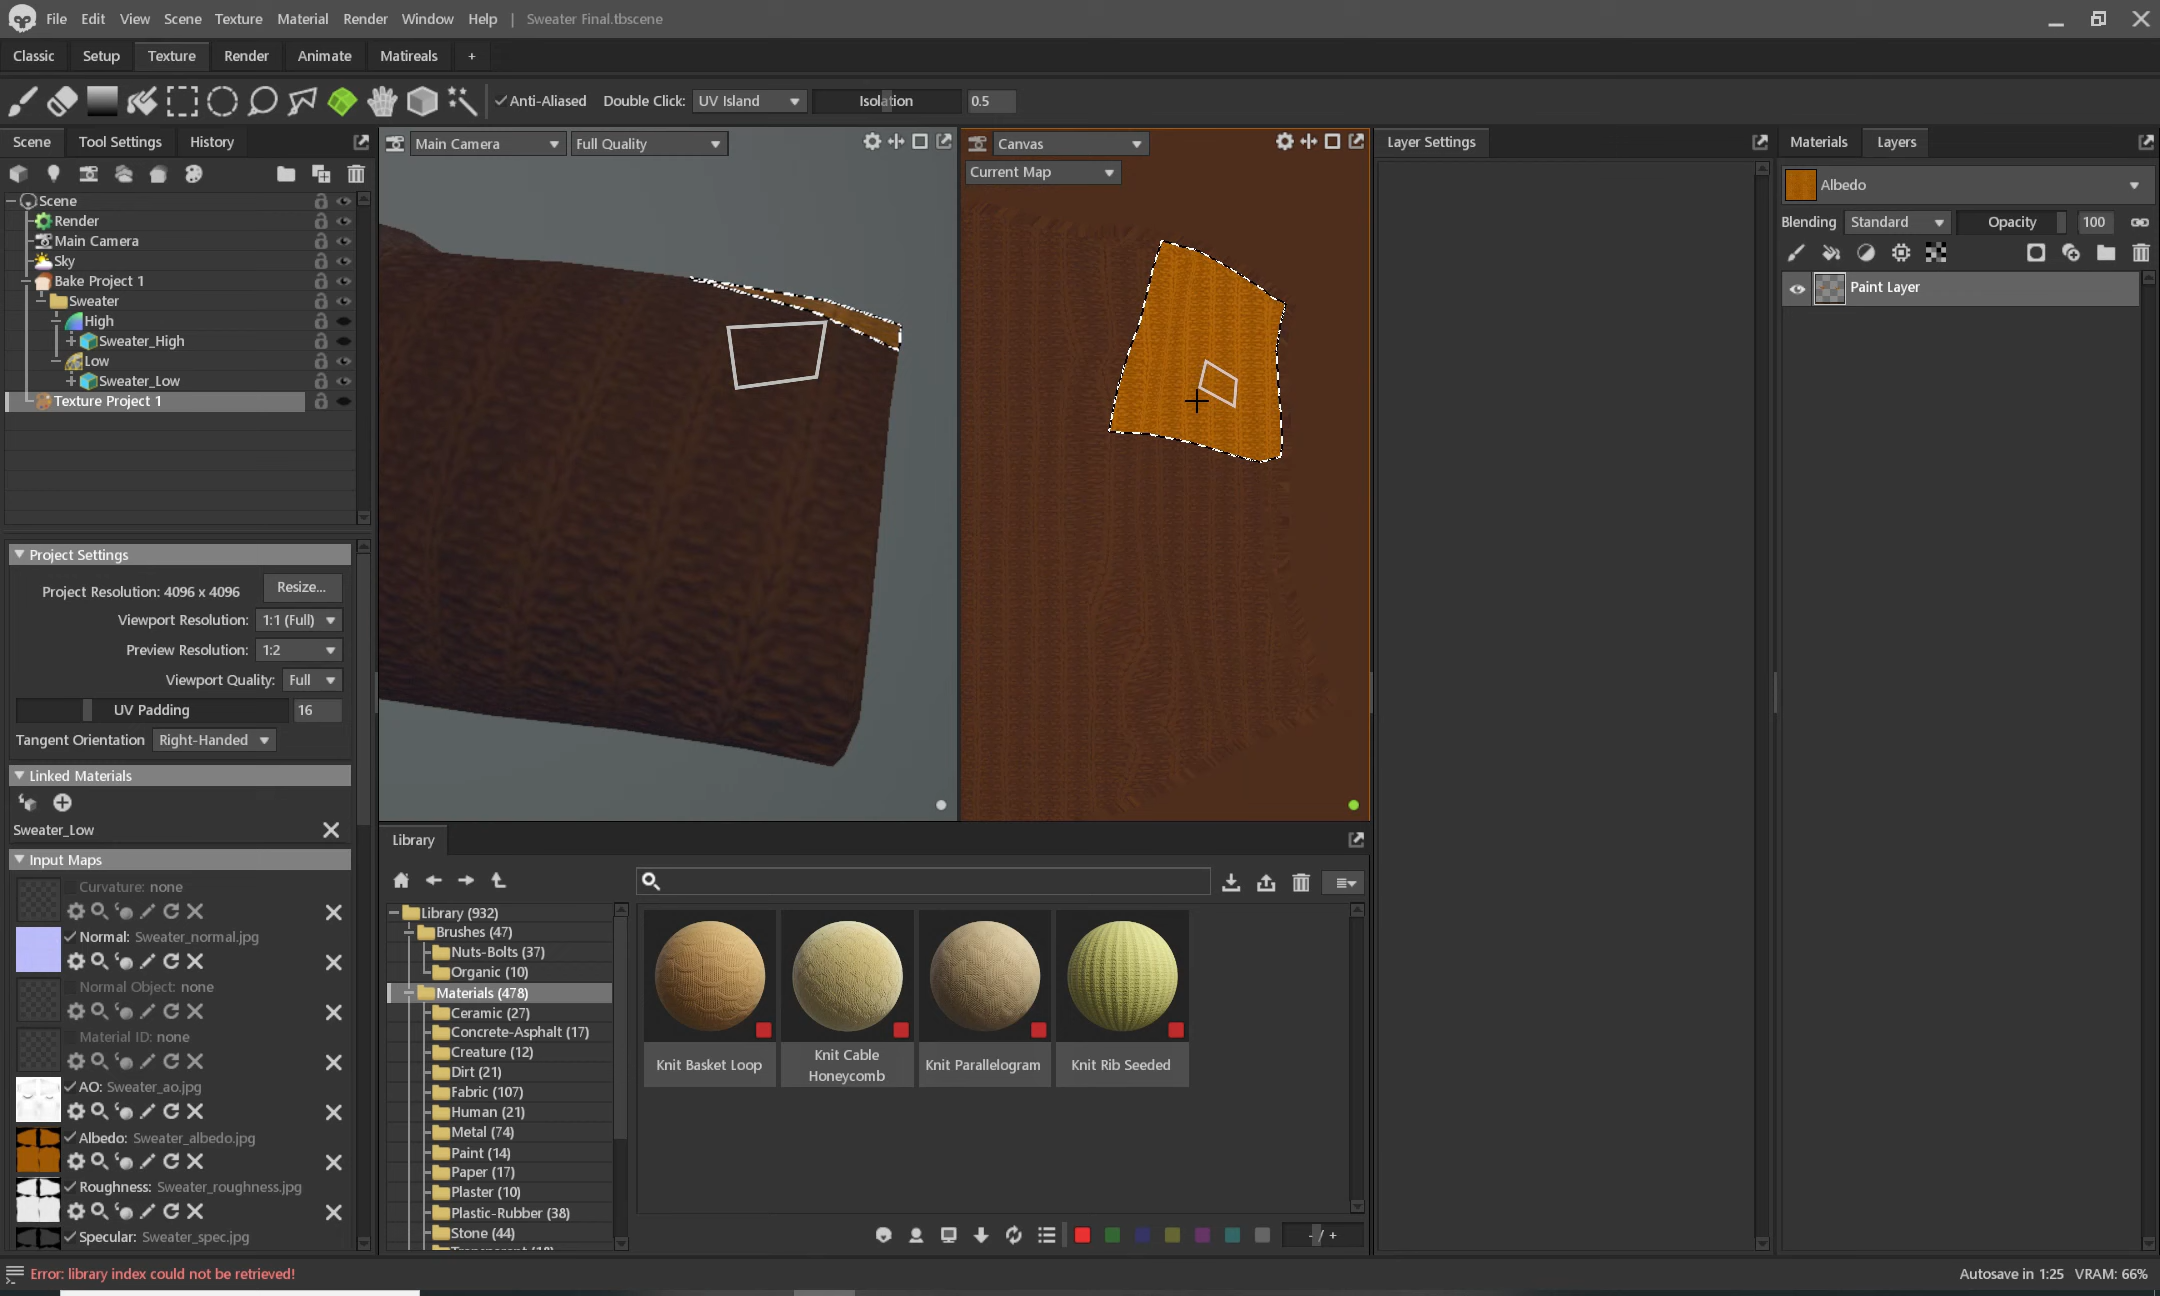 File Edit View Scene Texture Material Render Window Help | Sweater Final.tbscene
Classic Setup Texture Render Animate Matireals +
Anti-Aliased Double Click: UV Island Isolation 0.5
Scene Tool Settings History
Main Camera Full Quality
Canvas
Current Map
Layer Settings
Materials Layers
Albedo
Blending Standard Opacity 100
Paint Layer
Scene
Render
Main Camera
Sky
Bake Project 1
Sweater
High
Sweater_High
Low
Sweater_Low
Texture Project 1
Project Settings
Project Resolution: 4096 x 4096 Resize...
Viewport Resolution: 1:1 (Full)
Preview Resolution: 1:2
Viewport Quality: Full
UV Padding 16
Tangent Orientation Right-Handed
Linked Materials
Sweater_Low
Input Maps
Curvature: none
Normal: Sweater_normal.jpg
Normal Object: none
Material ID: none
AO: Sweater_ao.jpg
Albedo: Sweater_albedo.jpg
Roughness: Sweater_roughness.jpg
Specular: Sweater_spec.jpg
Library
Library (932)
Brushes (47)
Nuts-Bolts (37)
Organic (10)
Materials (478)
Ceramic (27)
Concrete-Asphalt (17)
Creature (12)
Dirt (21)
Fabric (107)
Human (21)
Metal (74)
Paint (14)
Paper (17)
Plaster (10)
Plastic-Rubber (38)
Stone (44)
Knit Basket Loop
Knit Cable
Honeycomb
Knit Parallelogram
Knit Rib Seeded
- / +
Error: library index could not be retrieved!
Autosave in 1:25 VRAM: 66%